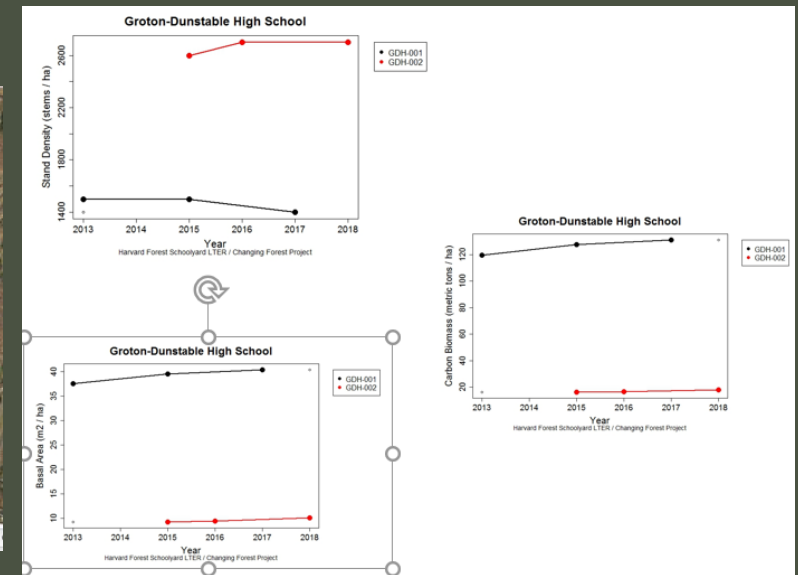 Groton-Dunstable High School
Stand Density (stems / ha)
2600
2200
1800
1400
2013 2014 2015 2016 2017 2018
Year
Harvard Forest Schoolyard LTER / Changing Forest Project
GDH-001
GDH-002
Groton-Dunstable High School
Carbon Biomass (metric tons / ha)
120
100
80
60
40
20
2013 2014 2015 2016 2017 2018
Year
Harvard Forest Schoolyard LTER / Changing Forest Project
GDH-001
GDH-002
Groton-Dunstable High School
Basal Area (m2 / ha)
40
35
30
25
20
15
10
2013 2014 2015 2016 2017 2018
Year
Harvard Forest Schoolyard LTER / Changing Forest Project
GDH-001
GDH-002